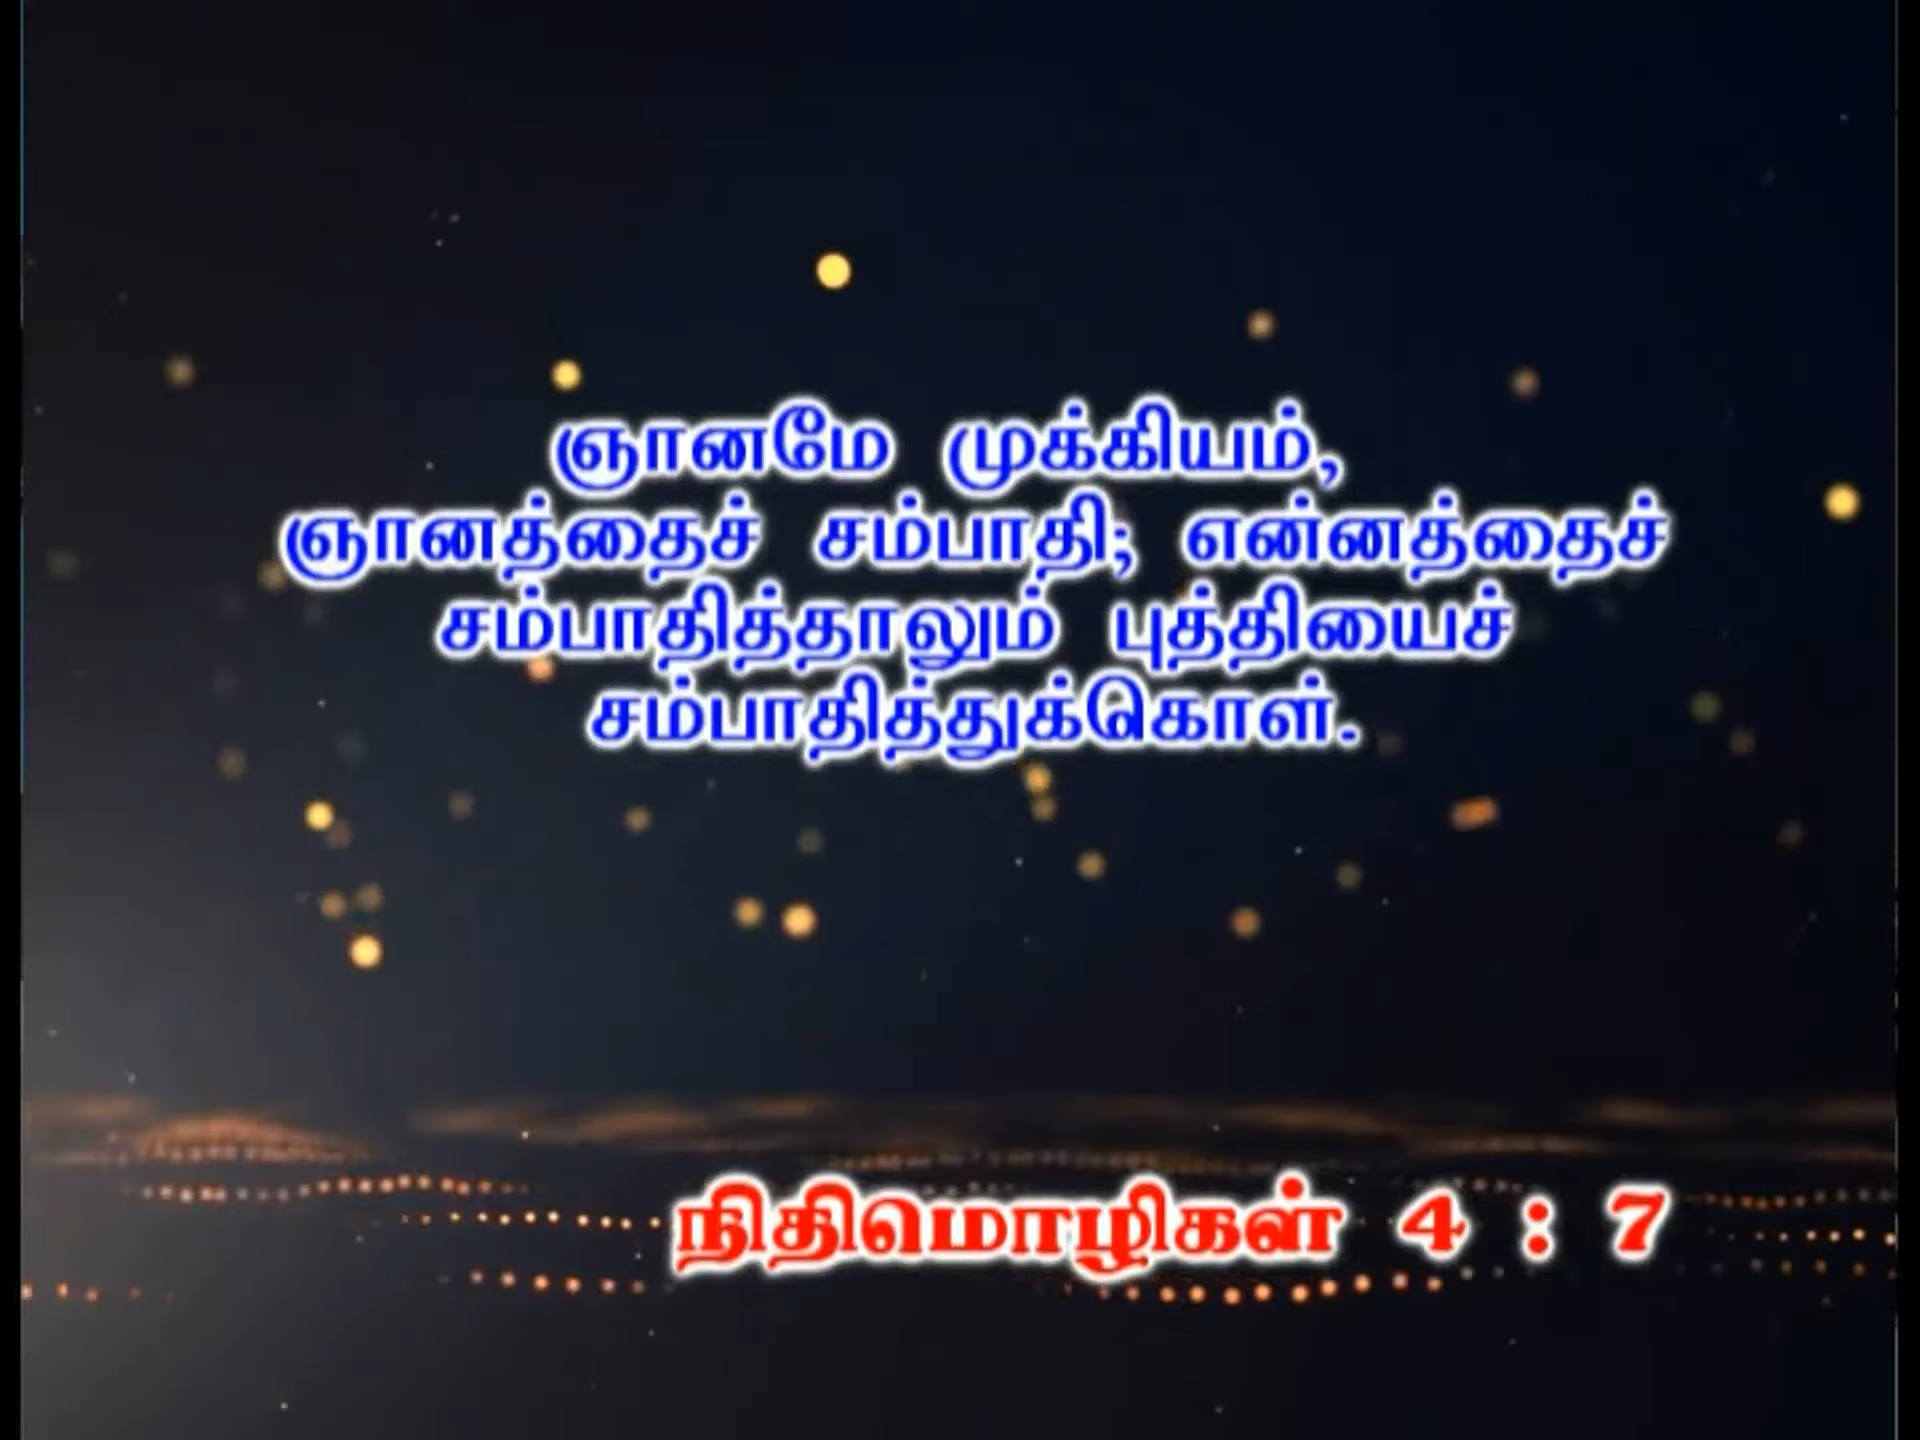 ஞானமே முக்கியம்,
ஞானத்தைச் சம்பாதி; என்னத்தைச்
சம்பாதித்தாலும் புத்தியைச்
சம்பாதித்துக்கொள்.
நிதிமொழிகள் 4 : 7